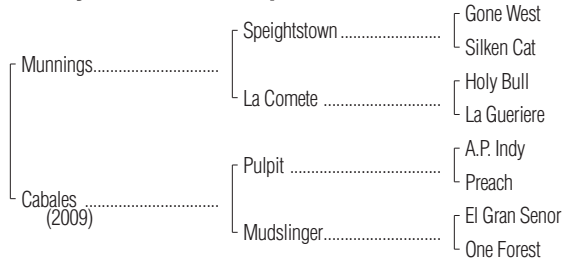 Gone West
Speightstown
Silken Cat
Munnings
Holy Bull
La Comete
La Gueriere
A.P. Indy
Pulpit
Preach
Cabales
(2009)
El Gran Senor
Mudslinger
One Forest